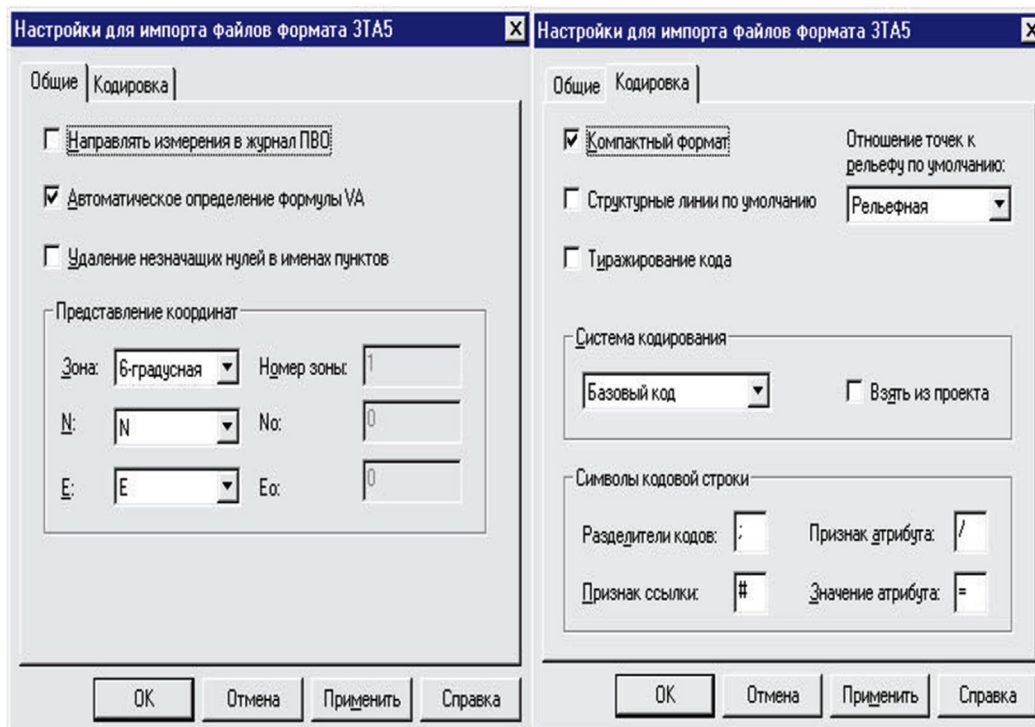 Настройки для импорта файлов формата 3ТА5
Общие Кодировка
Направлять измерения в журнал ПВО
Автоматическое определение формулы VA
Удаление незначащих нулей в именах пунктов
Представление координат
Зона: 6-градусная Номер зоны: 1
N: N No: 0
E: E Eo: 0
OK Отмена Применить Справка
Настройки для импорта файлов формата 3ТА5
Общие Кодировка
Компактный формат
Отношение точек к
рельефу по умолчанию:
Структурные линии по умолчанию Рельефная
Тиражирование кода
Система кодирования
Базовый код Взять из проекта
Символы кодовой строки
Разделители кодов: ; Признак атрибута: /
Признак ссылки: # Значение атрибута: =
OK Отмена Применить Справка